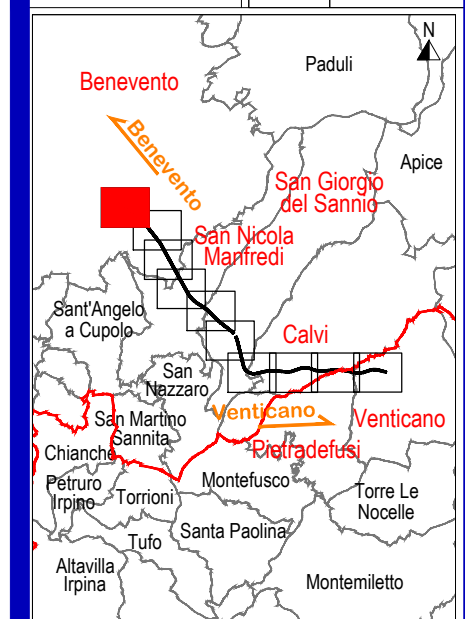 N
Paduli
Benevento
Benevento
Apice
San Giorgio
del Sannio
San Nicola
Manfredi
Sant'Angelo
a Cupolo
Calvi
San
Nazzaro
Venticano
Venticano
San Martino
Sannita
Pietradefusi
Chianche
Petruro
Irpino
Montefusco
Torrioni
Torre Le
Nocelle
Santa Paolina
Tufo
Altavilla
Irpina
Montemiletto